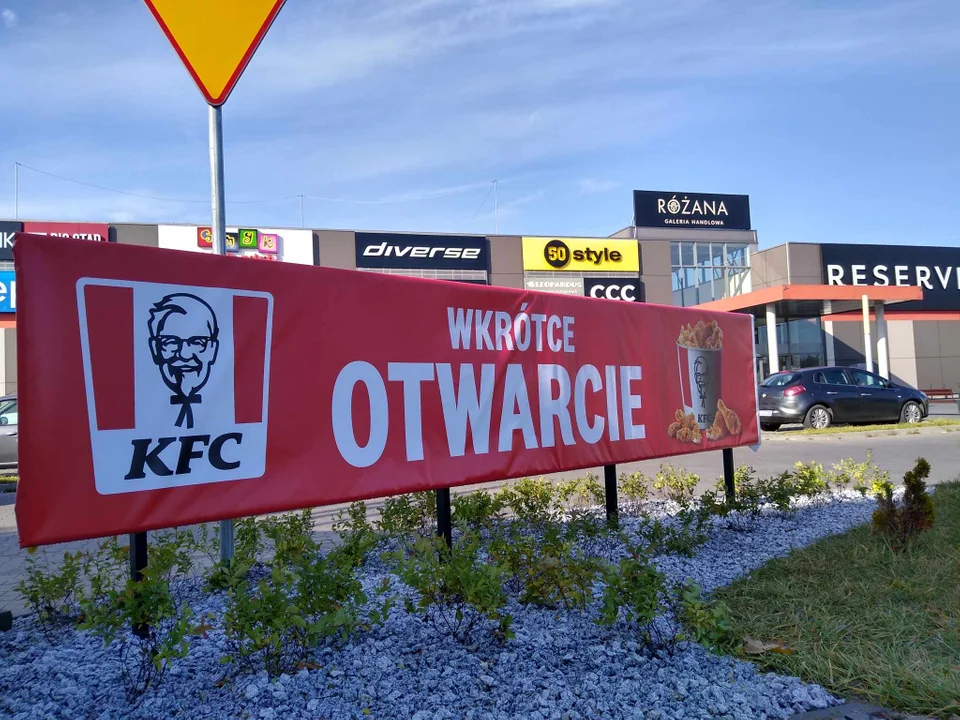 RÓŻANA
GALERIA HANDLOWA
diverse
50 style
LEOPARDUS
CCC
RESERV
WKRÓTCE
OTWARCIE
KFC
KFC